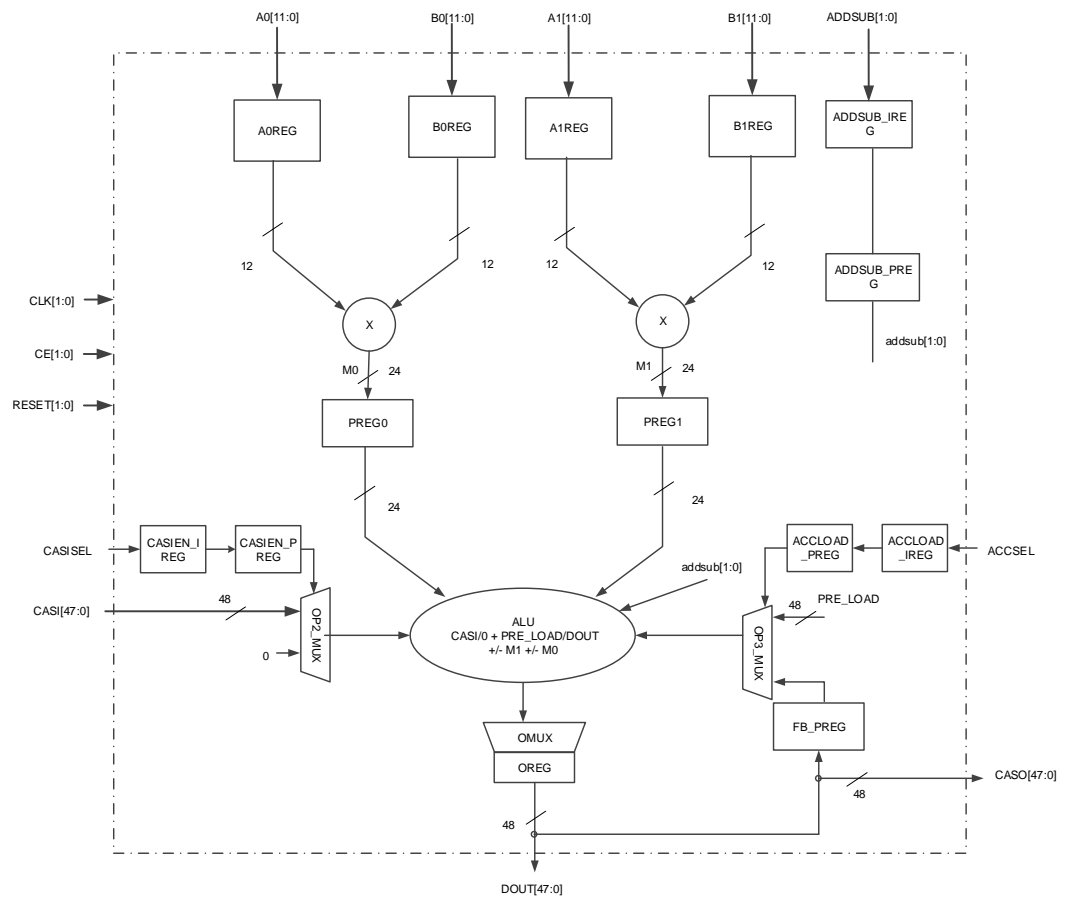 A0[11:0]
B0[11:0]
A1[11:0]
B1[11:0]
ADDSUB[1:0]
A0REG
B0REG
A1REG
B1REG
ADDSUB_IRE
G
12
12
12
12
ADDSUB_PRE
G
CLK[1:0]
X
X
addsub[1:0]
CE[1:0]
M0
24
M1
24
RESET[1:0]
PREG0
PREG1
24
24
CASISEL
CASIEN_I
REG
CASIEN_P
REG
ACCLOAD
_PREG
ACCLOAD
_IREG
ACCSEL
addsub[1:0]
CASI[47:0]
48
0
OP2_MUX
ALU
CASI/0 + PRE_LOAD/DOUT
+/- M1 +/- M0
48
PRE_LOAD
OP3_MUX
FB_PREG
OMUX
OREG
48
CASO[47:0]
48
DOUT[47:0]